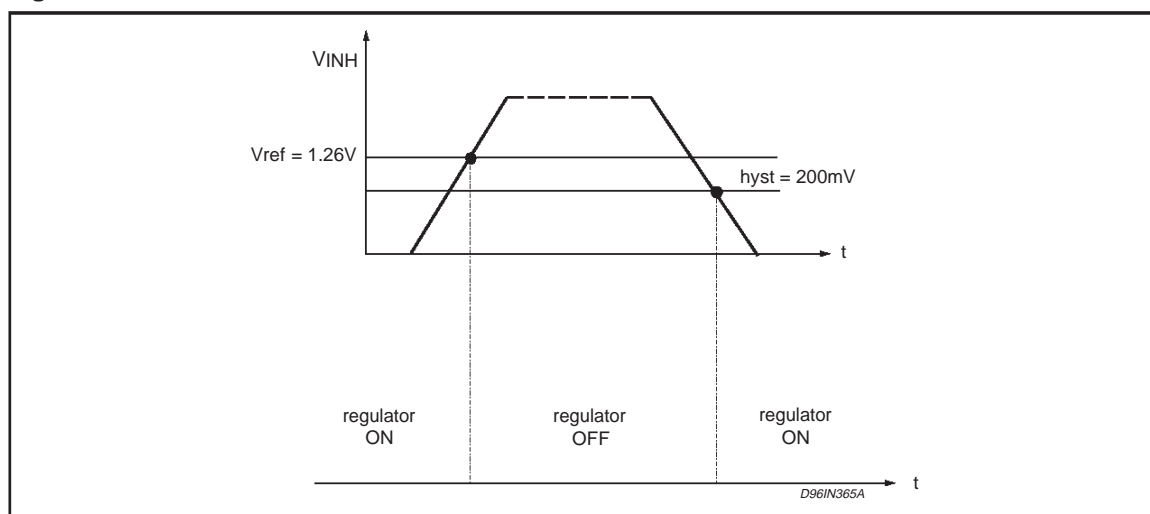 VINH
Vref = 1.26V
hyst = 200mV
t
regulator
ON
regulator
OFF
regulator
ON
t
D96IN365A